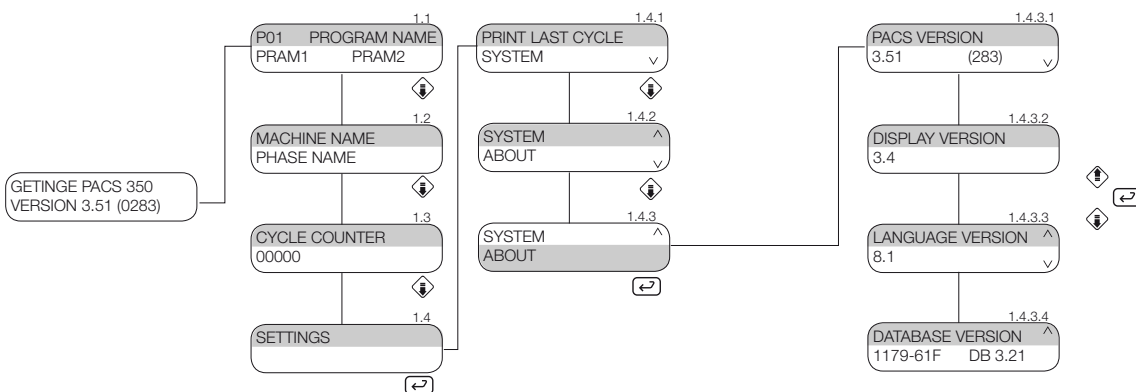 GETINGE PACS 350
VERSION 3.51 (0283)
1.1
P01 PROGRAM NAME
PRAM1 PRAM2
1.2
MACHINE NAME
PHASE NAME
1.3
CYCLE COUNTER
00000
1.4
SETTINGS
1.4.1
PRINT LAST CYCLE
SYSTEM
1.4.2
SYSTEM
ABOUT
1.4.3
SYSTEM
ABOUT
1.4.3.1
PACS VERSION
3.51 (283)
1.4.3.2
DISPLAY VERSION
3.4
1.4.3.3
LANGUAGE VERSION
8.1
1.4.3.4
DATABASE VERSION
1179-61F DB 3.21